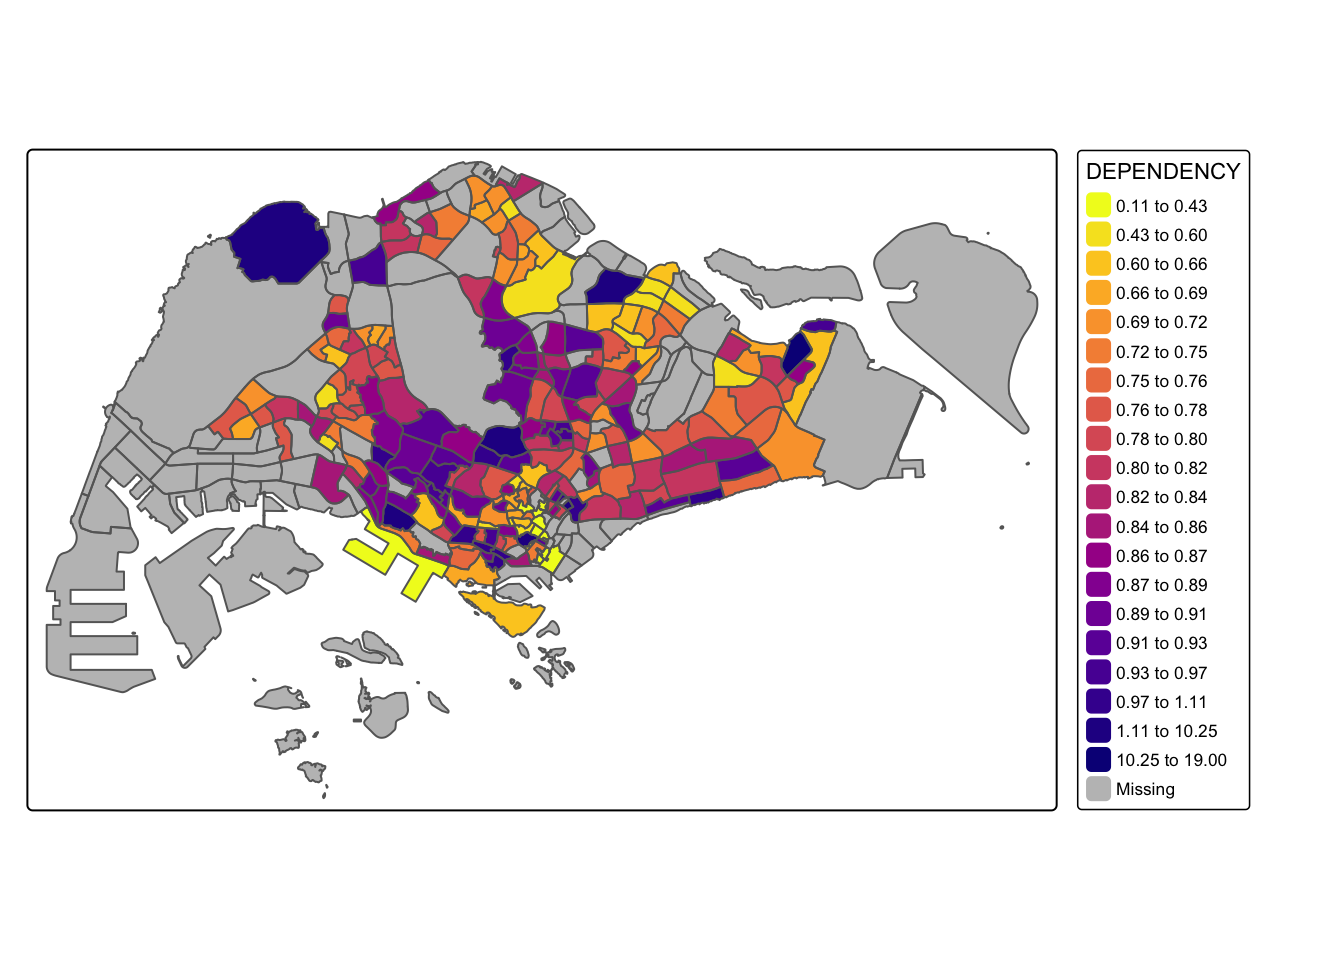 DEPENDENCY
0.11 to 0.43
0.43 to 0.60
0.60 to 0.66
0.66 to 0.69
0.69 to 0.72
0.72 to 0.75
0.75 to 0.76
0.76 to 0.78
0.78 to 0.80
0.80 to 0.82
0.82 to 0.84
0.84 to 0.86
0.86 to 0.87
0.87 to 0.89
0.89 to 0.91
0.91 to 0.93
0.93 to 0.97
0.97 to 1.11
1.11 to 10.25
10.25 to 19.00
Missing